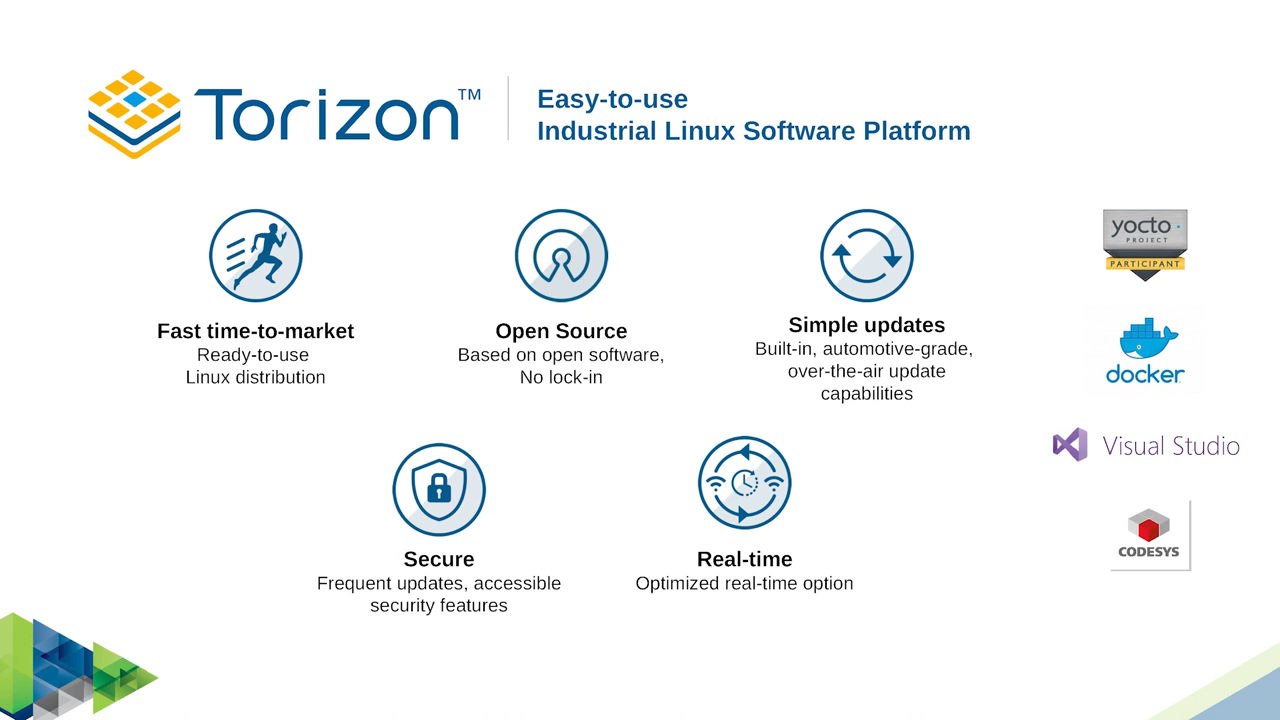 Torizon™
Easy-to-use
Industrial Linux Software Platform
Fast time-to-market
Ready-to-use
Linux distribution
Open Source
Based on open software,
No lock-in
Simple updates
Built-in, automotive-grade,
over-the-air update
capabilities
Secure
Frequent updates, accessible
security features
Real-time
Optimized real-time option
yocto
PROJECT
PARTICIPANT
docker
Visual Studio
CODESYS